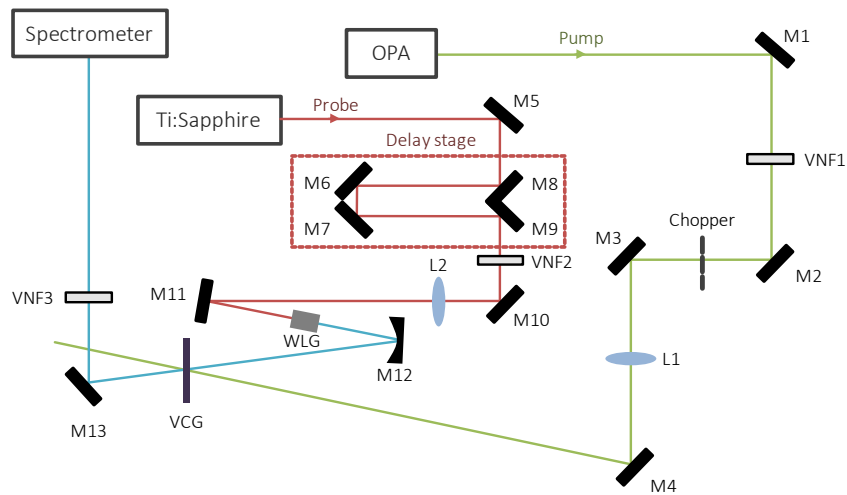 Spectrometer
OPA
Pump
M1
Ti:Sapphire
Probe
M5
Delay stage
VNF1
M6
M8
M7
M9
Chopper
M3
M2
VNF2
L2
VNF3
M11
M10
WLG
M12
L1
M13
VCG
M4